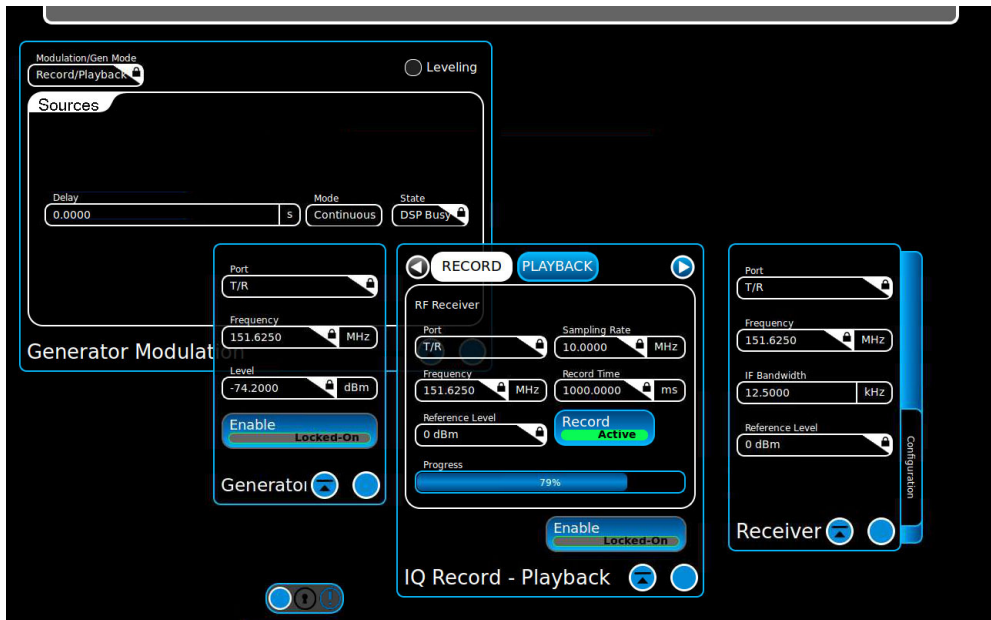 Modulation/Gen Mode
Record/Playback
Leveling
Sources
Delay
0.0000
s
Mode
Continuous
State
DSP Busy
Generator Modulation
Port
T/R
Frequency
151.6250
MHz
Level
-74.2000
dBm
Enable
Locked-On
Generator
RECORD
PLAYBACK
RF Receiver
Port
T/R
Sampling Rate
10.0000
MHz
Frequency
151.6250
MHz
Record Time
1000.0000
ms
Reference Level
0 dBm
Record
Active
Progress
79%
Enable
Locked-On
IQ Record - Playback
Port
T/R
Frequency
151.6250
MHz
IF Bandwidth
12.5000
kHz
Reference Level
0 dBm
Configuration
Receiver